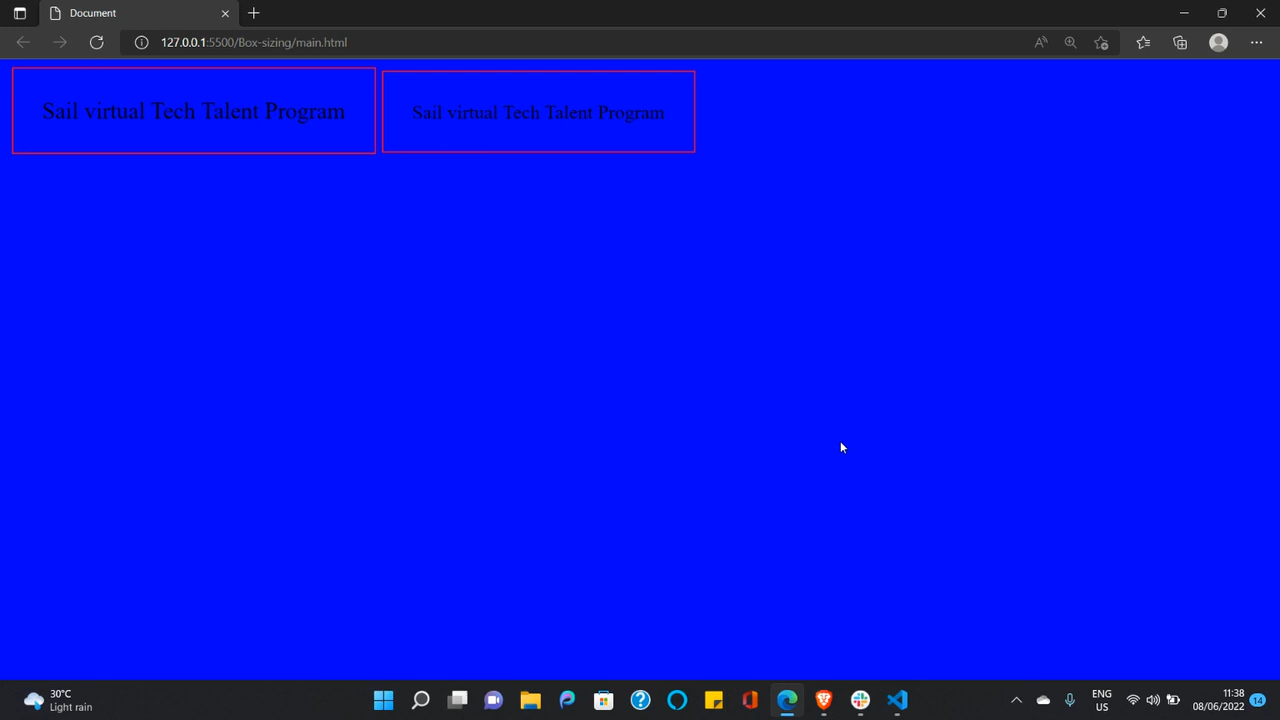 Document
127.0.0.1:5500/Box-sizing/main.html
Sail virtual Tech Talent Program
Sail virtual Tech Talent Program
30°C
Light rain
ENG
US
11:38
08/06/2022
14